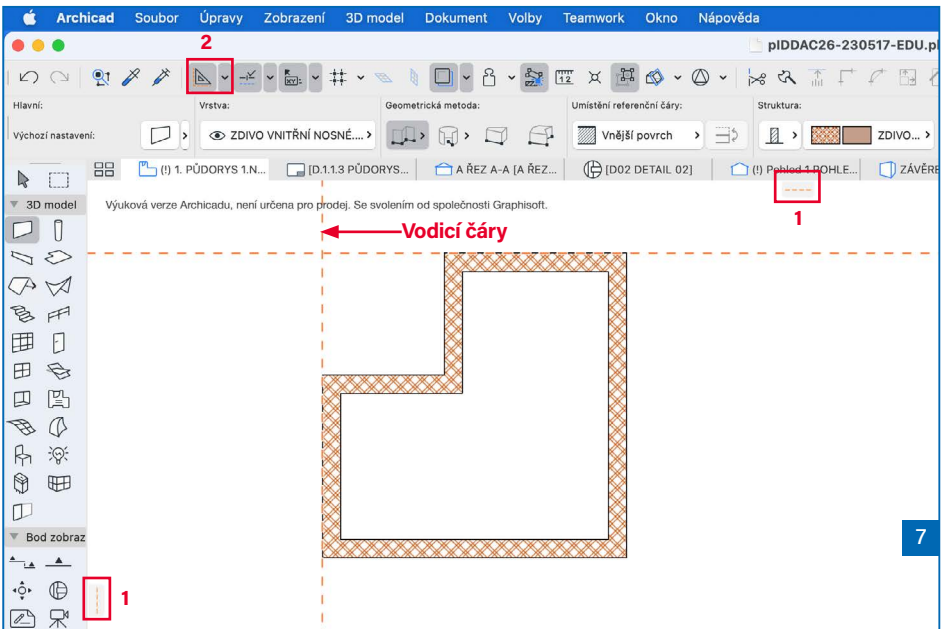 Archicad Soubor Úpravy Zobrazení 3D model Dokument Volby Teamwork Okno Nápověda
2
pIDDAC26-230517-EDU.pl
Hlavní: Vrstva: Geometrická metoda: Umístění referenční čáry: Struktura:
Výchozí nastavení: ZDIVO VNITŘNÍ NOSNÉ.... Vnější povrch ZDIVO...
(!) 1. PŮDORYS 1.N... [D.1.1.3 PŮDORYS... A ŘEZ A-A [A ŘEZ... [D02 DETAIL 02] (!) Pohled 1 POHLE... ZÁVĚRE
3D model
Výuková verze Archicadu, není určena pro prodej. Se svolením od společnosti Graphisoft.
1
Vodicí čáry
7
Bod zobraz
1